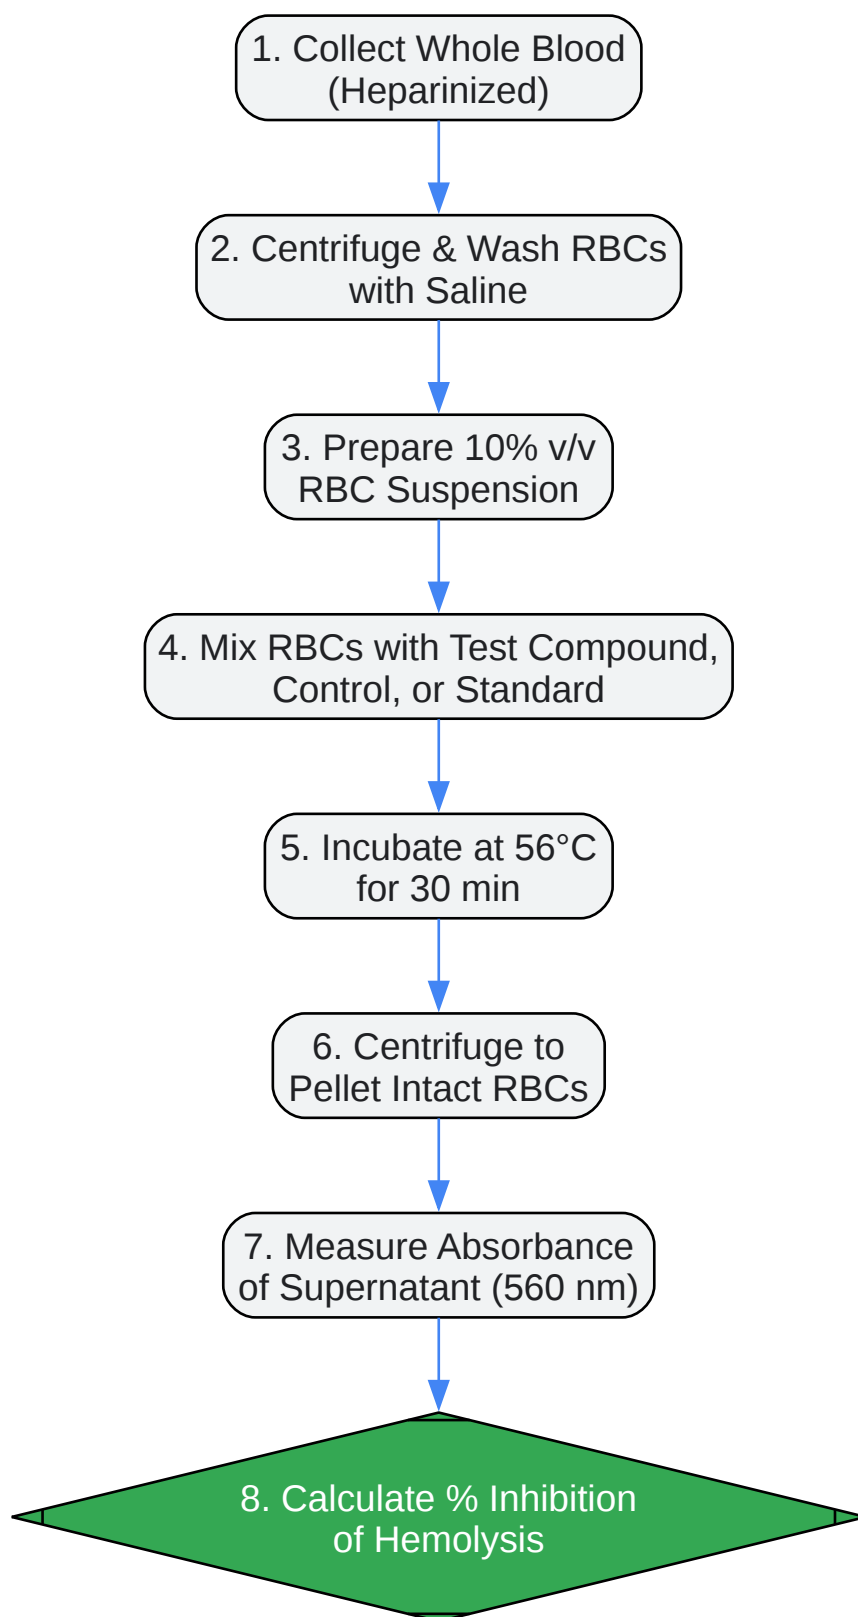 1. Collect Whole Blood
(Heparinized)
2. Centrifuge & Wash RBCs
with Saline
3. Prepare 10% v/v
RBC Suspension
4. Mix RBCs with Test Compound,
Control, or Standard
5. Incubate at 56°C
for 30 min
6. Centrifuge to
Pellet Intact RBCs
7. Measure Absorbance
of Supernatant (560 nm)
8. Calculate % Inhibition
of Hemolysis